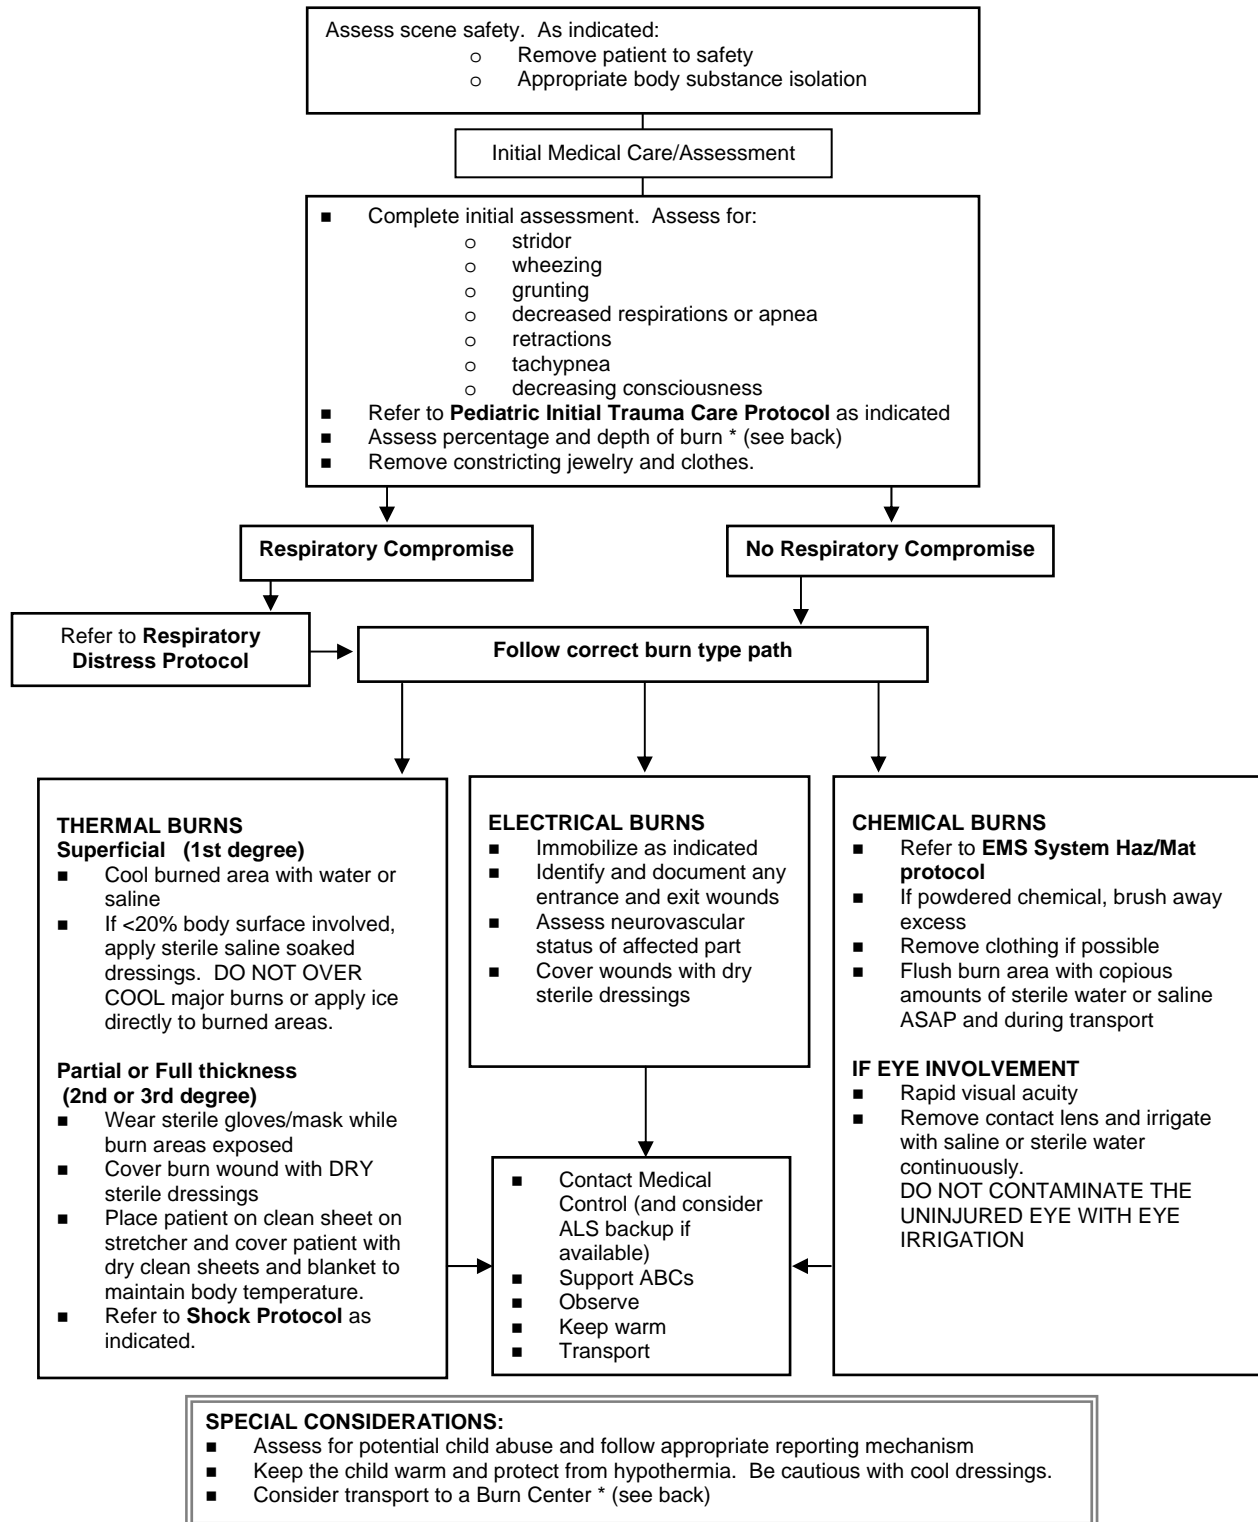 Assess scene safety. As indicated:
o Remove patient to safety
o Appropriate body substance isolation
Initial Medical Care/Assessment
■ Complete initial assessment. Assess for:
o stridor
o wheezing
o grunting
o decreased respirations or apnea
o retractions
o tachypnea
o decreasing consciousness
■ Refer to Pediatric Initial Trauma Care Protocol as indicated
■ Assess percentage and depth of burn * (see back)
■ Remove constricting jewelry and clothes.
Respiratory Compromise
No Respiratory Compromise
Refer to Respiratory
Distress Protocol
Follow correct burn type path
THERMAL BURNS
Superficial (1st degree)
■ Cool burned area with water or
saline
■ If <20% body surface involved,
apply sterile saline soaked
dressings. DO NOT OVER
COOL major burns or apply ice
directly to burned areas.
Partial or Full thickness
(2nd or 3rd degree)
■ Wear sterile gloves/mask while
burn areas exposed
■ Cover burn wound with DRY
sterile dressings
■ Place patient on clean sheet on
stretcher and cover patient with
dry clean sheets and blanket to
maintain body temperature.
■ Refer to Shock Protocol as
indicated.
ELECTRICAL BURNS
■ Immobilize as indicated
■ Identify and document any
entrance and exit wounds
■ Assess neurovascular
status of affected part
■ Cover wounds with dry
sterile dressings
CHEMICAL BURNS
■ Refer to EMS System Haz/Mat
protocol
■ If powdered chemical, brush away
excess
■ Remove clothing if possible
■ Flush burn area with copious
amounts of sterile water or saline
ASAP and during transport
IF EYE INVOLVEMENT
■ Rapid visual acuity
■ Remove contact lens and irrigate
with saline or sterile water
continuously.
DO NOT CONTAMINATE THE
UNINJURED EYE WITH EYE
IRRIGATION
■ Contact Medical
Control (and consider
ALS backup if
available)
■ Support ABCs
■ Observe
■ Keep warm
■ Transport
SPECIAL CONSIDERATIONS:
■ Assess for potential child abuse and follow appropriate reporting mechanism
■ Keep the child warm and protect from hypothermia. Be cautious with cool dressings.
■ Consider transport to a Burn Center * (see back)